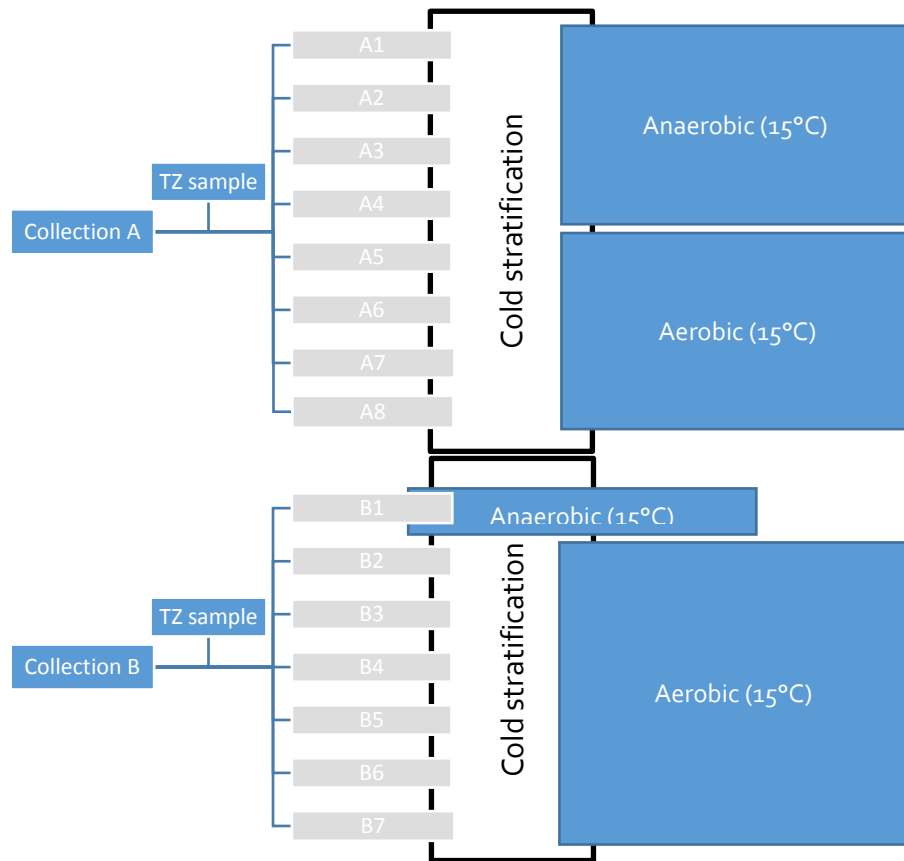 A1
A2
A3
A4
A5
A6
A7
A8
TZ sample
Collection A
Cold stratification
Anaerobic (15°C)
Aerobic (15°C)
B1
B2
B3
B4
B5
B6
B7
TZ sample
Collection B
Cold stratification
Anaerobic (15°C)
Aerobic (15°C)